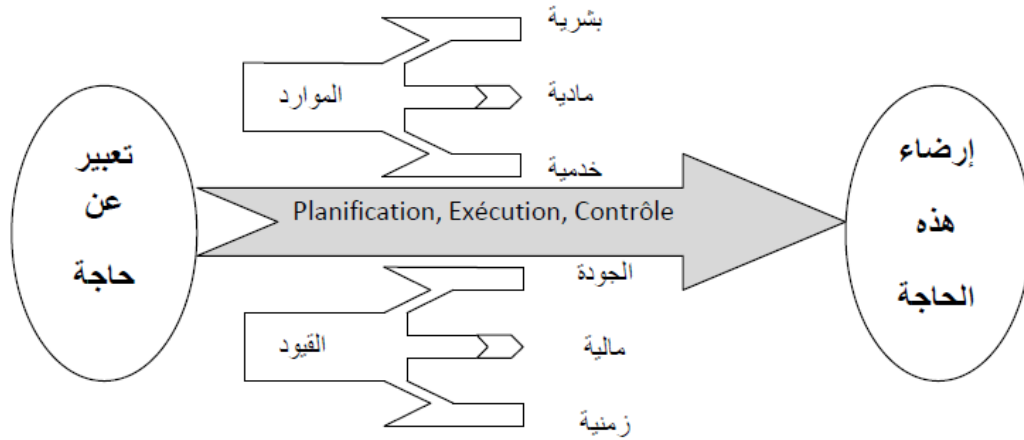 بشرية
مادية
الموارد
خدمية
تعبير
عن
حاجة
Planification, Exécution, Contrôle
إرضاء
هذه
الحاجة
الجودة
مالية
القيود
زمنية